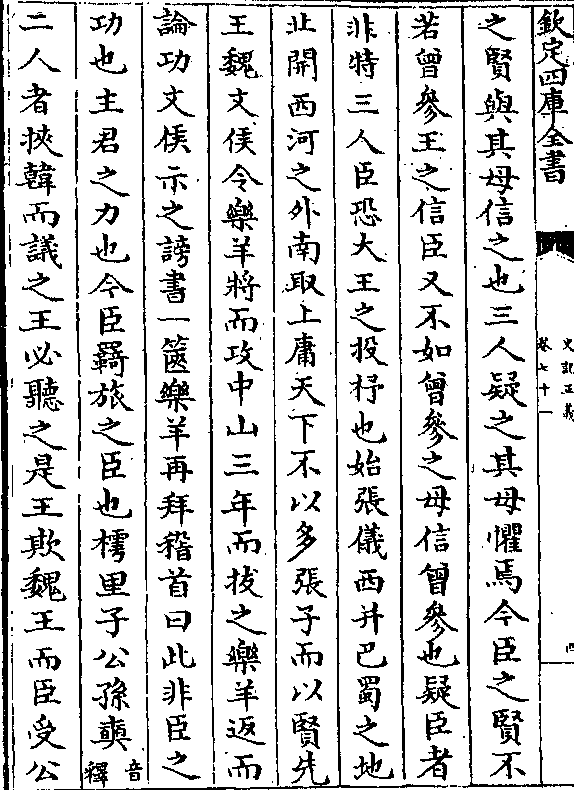 欽定四庫全書
史記正義
卷七十一
四
之賢與其母信之也三人疑之其母懼焉今臣之賢不
若曾參王之信臣又不如曾參之母信曾參也疑臣者
非特三人臣恐大王之投杼也始張儀西并巴蜀之地
北開西河之外南取上庸天下不以多張子而以賢先
王魏文侯令樂羊將而攻中山三年而拔之樂羊返而
論功文侯示之謗書一篋樂羊再拜稽首曰此非臣之
功也主君之力也今臣羇旅之臣也樗里子公孫奭音釋
二人者挾韓而議之王必聽之是王欺魏王而臣受公